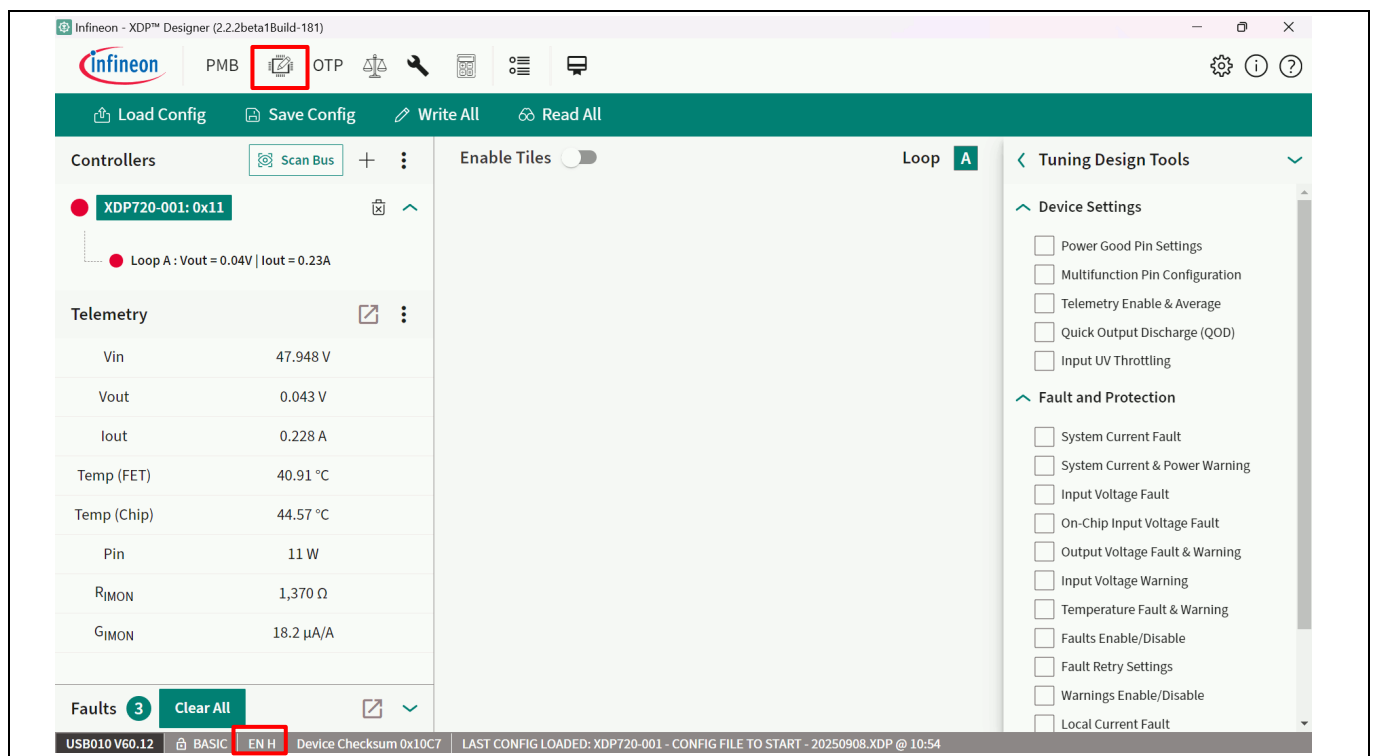 Infineon - XDP™ Designer (2.2.2beta1Build-181)
infineon PMB OTP
Load Config Save Config Write All Read All
Controllers Scan Bus
XDP720-001: 0x11
Loop A : Vout = 0.04V | Iout = 0.23A
Telemetry
Vin 47.948 V
Vout 0.043 V
Iout 0.228 A
Temp (FET) 40.91 °C
Temp (Chip) 44.57 °C
Pin 11 W
RIMON 1,370 Ω
GIMON 18.2 µA/A
Faults 3 Clear All
Enable Tiles Loop A
Tuning Design Tools
Device Settings
Power Good Pin Settings
Multifunction Pin Configuration
Telemetry Enable & Average
Quick Output Discharge (QOD)
Input UV Throttling
Fault and Protection
System Current Fault
System Current & Power Warning
Input Voltage Fault
On-Chip Input Voltage Fault
Output Voltage Fault & Warning
Input Voltage Warning
Temperature Fault & Warning
Faults Enable/Disable
Fault Retry Settings
Warnings Enable/Disable
Local Current Fault
USB010 V60.12 BASIC EN H Device Checksum 0x10C7 LAST CONFIG LOADED: XDP720-001 - CONFIG FILE TO START - 20250908.XDP @ 10:54